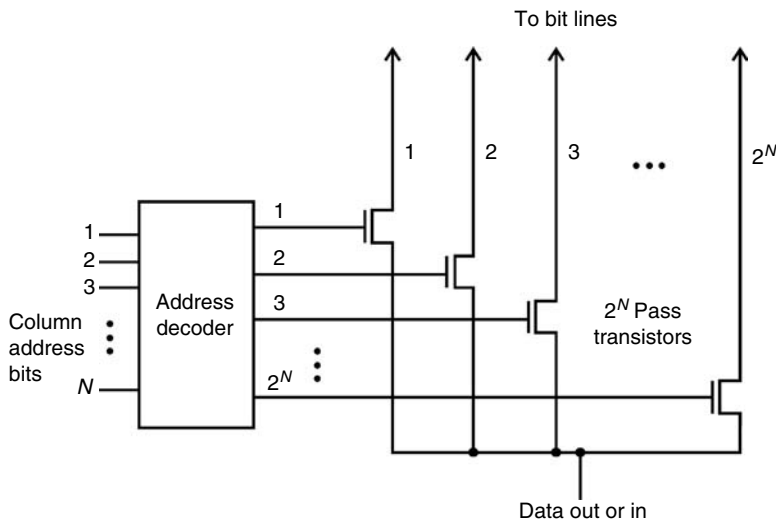 To bit lines
1
2
3
•••
2^N
1
2
3
N
Column
address
bits
Address
decoder
1
2
3
2^N
2^N Pass
transistors
Data out or in